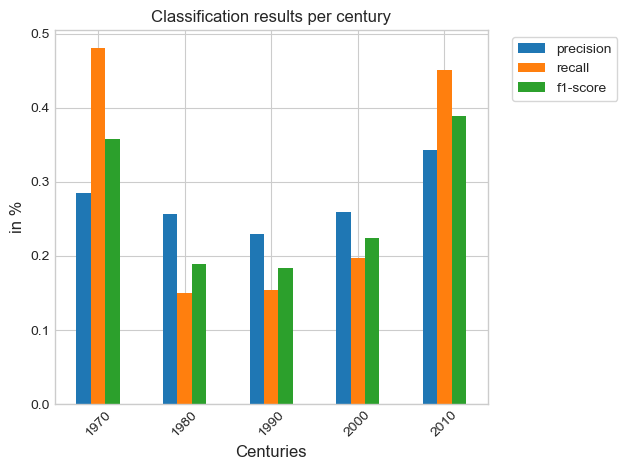 Classification results per century
precision
recall
f1-score
0.5
0.4
0.3
0.2
0.1
0.0
in %
1970
1980
1990
2000
2010
Centuries